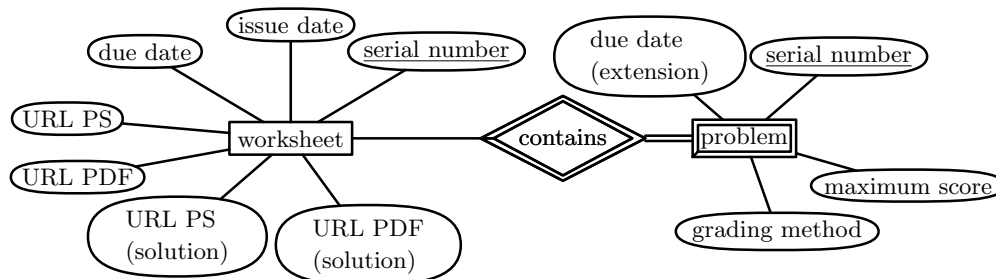 issue date
due date
serial number
due date
(extension)
serial number
URL PS
worksheet
contains
problem
URL PDF
maximum score
URL PS
(solution)
URL PDF
(solution)
grading method